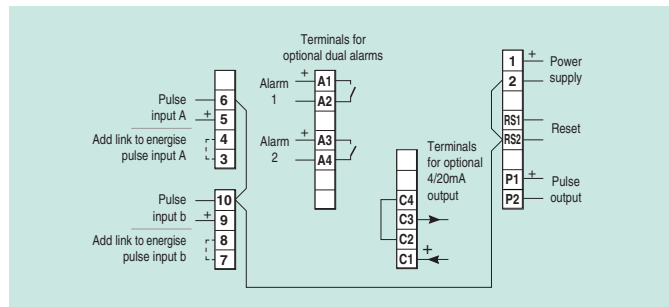 Terminals for
optional dual alarms
Pulse
input A
6
+
5
Add link to energise
pulse input A
4
3
Pulse
input b
10
+
9
Add link to energise
pulse input b
8
7
Alarm
1
+
A1
A2
Alarm
2
+
A3
A4
Terminals
for optional
4/20mA
output
C4
C3
C2
C1
+
1
+
2
Power
supply
RS1
RS2
Reset
P1
+
P2
Pulse
output